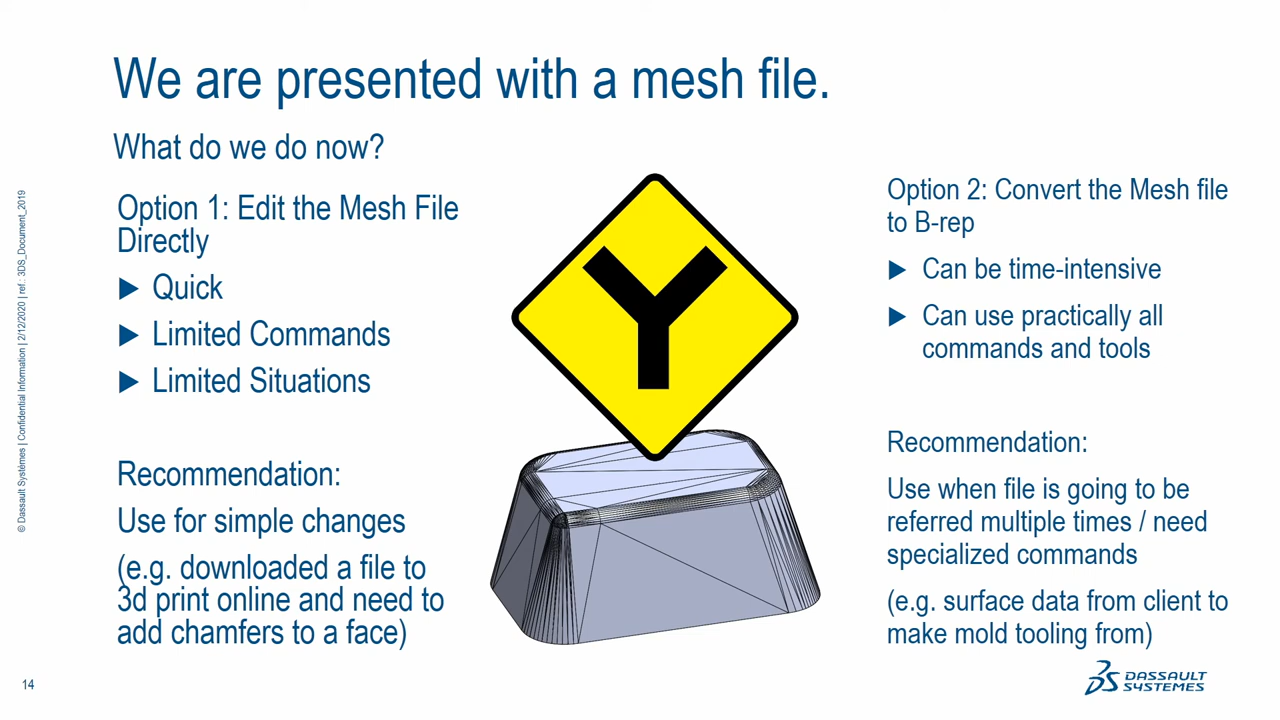 We are presented with a mesh file.
What do we do now?
Option 1: Edit the Mesh File
Directly
▶ Quick
▶ Limited Commands
▶ Limited Situations
Recommendation:
Use for simple changes
(e.g. downloaded a file to
3d print online and need to
add chamfers to a face)
Option 2: Convert the Mesh file
to B-rep
▶ Can be time-intensive
▶ Can use practically all
commands and tools
Recommendation:
Use when file is going to be
referred multiple times / need
specialized commands
(e.g. surface data from client to
make mold tooling from)
© Dassault Systèmes | Confidential Information | 2/12/2020 | ref.: 3DS_Document_2019
14
DASSAULT
SYSTEMES